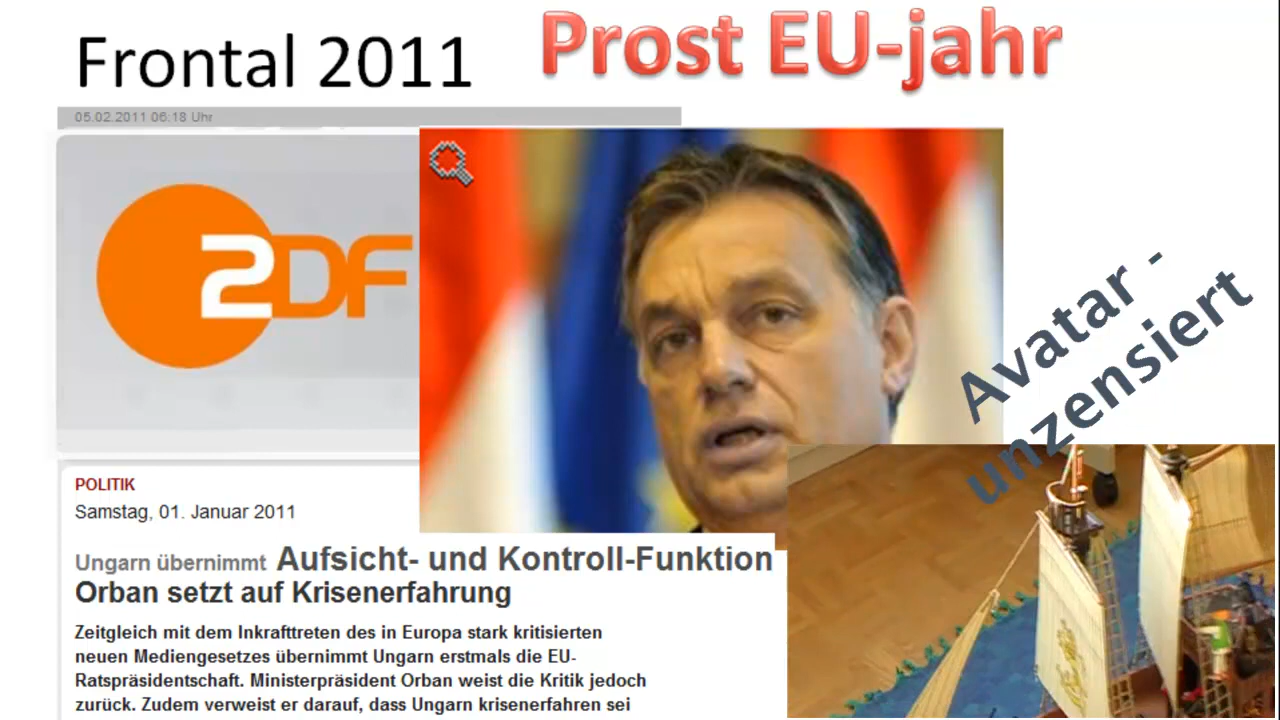 Frontal 2011
Prost EU-jahr
05.02.2011 06:18 Uhr
2DF
Avatar -
unzensiert
POLITIK
Samstag, 01. Januar 2011
Ungarn übernimmt Aufsicht- und Kontroll-Funktion
Orban setzt auf Krisenerfahrung
Zeitgleich mit dem Inkrafttreten des in Europa stark kritisierten
neuen Mediengesetzes übernimmt Ungarn erstmals die EU-
Ratspräsidentschaft. Ministerpräsident Orban weist die Kritik jedoch
zurück. Zudem verweist er darauf, dass Ungarn krisenerfahren sei